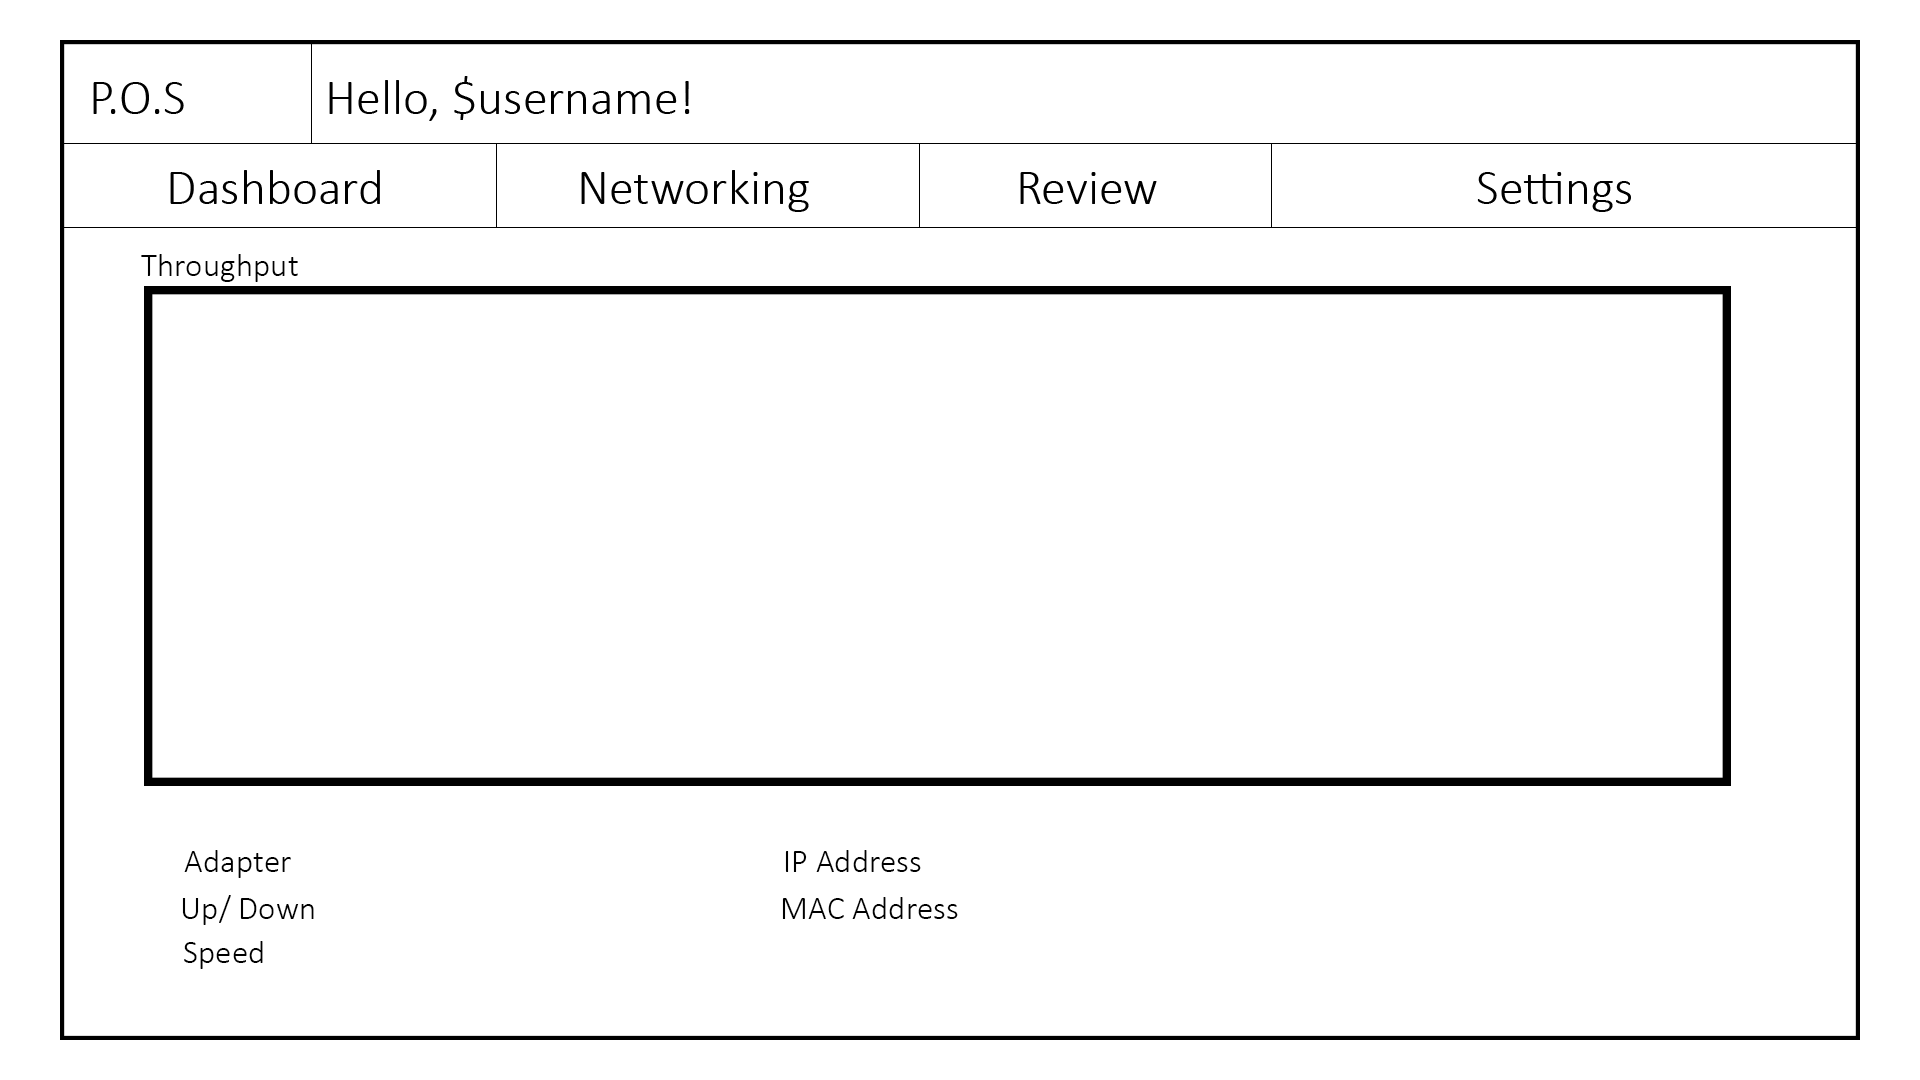 P.O.S
Hello, $username!
Dashboard
Networking
Review
Settings
Throughput
Adapter
Up/ Down
Speed
IP Address
MAC Address